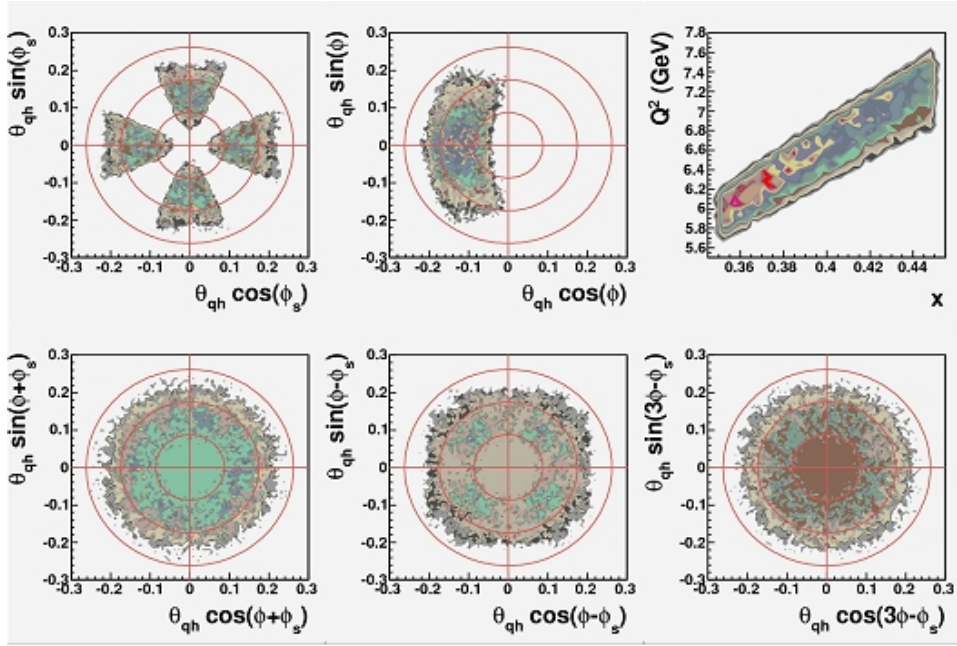 θqh sin(ϕs)
0.3
0.2
0.1
0
-0.1
-0.2
-0.3
-0.3 -0.2 -0.1 0 0.1 0.2 0.3
θqh cos(ϕs)
θqh sin(ϕ)
0.3
0.2
0.1
0
-0.1
-0.2
-0.3
-0.3 -0.2 -0.1 0 0.1 0.2 0.3
θqh cos(ϕ)
Q² (GeV)
7.8
7.6
7.4
7.2
7
6.8
6.6
6.4
6.2
6
5.8
5.6
0.36 0.38 0.4 0.42 0.44
x
θqh sin(ϕ+ϕs)
0.3
0.2
0.1
0
-0.1
-0.2
-0.3
-0.3 -0.2 -0.1 0 0.1 0.2 0.3
θqh cos(ϕ+ϕs)
θqh sin(ϕ-ϕs)
0.3
0.2
0.1
0
-0.1
-0.2
-0.3
-0.3 -0.2 -0.1 0 0.1 0.2 0.3
θqh cos(ϕ-ϕs)
θqh sin(3ϕ-ϕs)
0.3
0.2
0.1
0
-0.1
-0.2
-0.3
-0.3 -0.2 -0.1 0 0.1 0.2 0.3
θqh cos(3ϕ-ϕs)